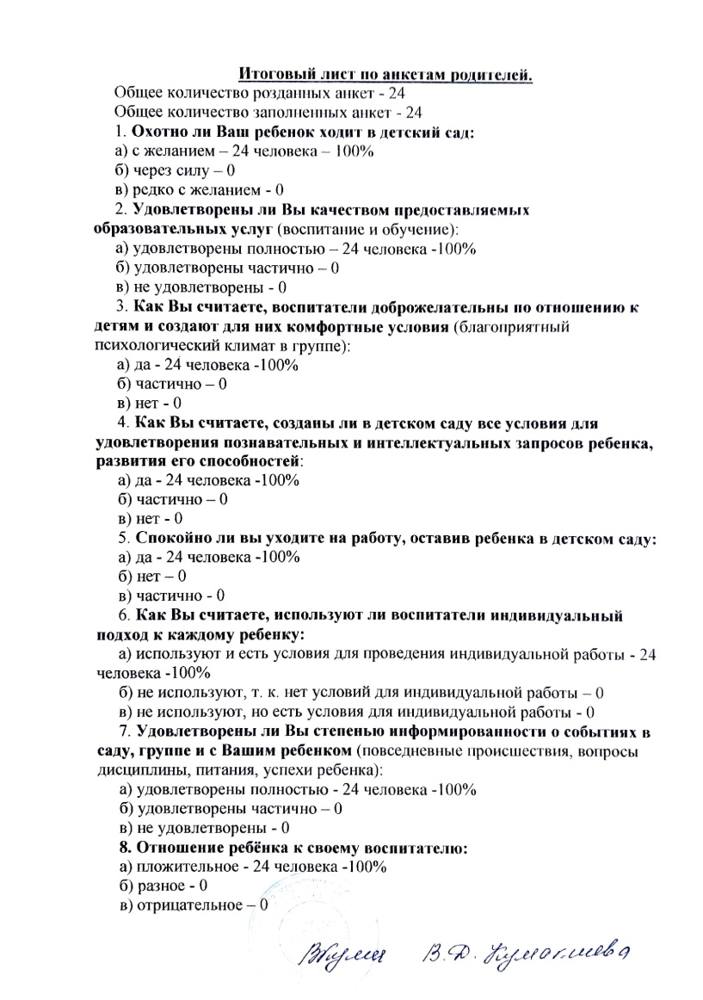 Итоговый лист по анкетам родителей.
Общее количество розданных анкет - 24
Общее количество заполненных анкет - 24
1. Охотно ли Ваш ребенок ходит в детский сад:
а) с желанием – 24 человека – 100%
б) через силу – 0
в) редко с желанием - 0
2. Удовлетворены ли Вы качеством предоставляемых
образовательных услуг (воспитание и обучение):
а) удовлетворены полностью – 24 человека -100%
б) удовлетворены частично – 0
в) не удовлетворены - 0
3. Как Вы считаете, воспитатели доброжелательны по отношению к
детям и создают для них комфортные условия (благоприятный
психологический климат в группе):
а) да - 24 человека -100%
б) частично – 0
в) нет - 0
4. Как Вы считаете, созданы ли в детском саду все условия для
удовлетворения познавательных и интеллектуальных запросов ребенка,
развития его способностей:
а) да - 24 человека -100%
б) частично – 0
в) нет - 0
5. Спокойно ли вы уходите на работу, оставив ребенка в детском саду:
а) да - 24 человека -100%
б) нет – 0
в) частично - 0
6. Как Вы считаете, используют ли воспитатели индивидуальный
подход к каждому ребенку:
а) используют и есть условия для проведения индивидуальной работы - 24
человека -100%
б) не используют, т. к. нет условий для индивидуальной работы – 0
в) не используют, но есть условия для индивидуальной работы - 0
7. Удовлетворены ли Вы степенью информированности о событиях в
саду, группе и с Вашим ребенком (повседневные происшествия, вопросы
дисциплины, питания, успехи ребенка):
а) удовлетворены полностью - 24 человека -100%
б) удовлетворены частично – 0
в) не удовлетворены - 0
8. Отношение ребёнка к своему воспитателю:
а) пложительное - 24 человека -100%
б) разное - 0
в) отрицательное – 0
В.Д.